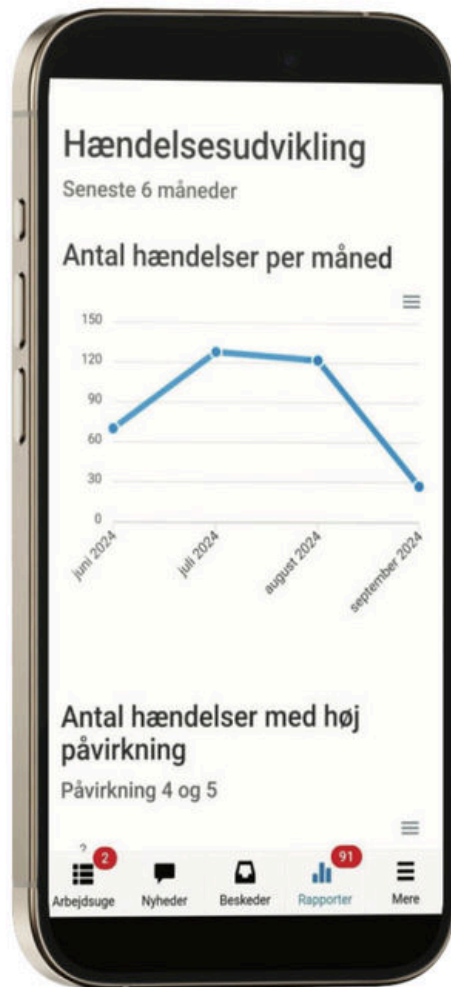 Hændelsesudvikling
Seneste 6 måneder
Antal hændelser per måned
150
120
90
60
30
0
juni 2024
juli 2024
august 2024
september 2024
Antal hændelser med høj
påvirkning
Påvirkning 4 og 5
2
91
Arbejdsuge
Nyheder
Beskeder
Rapporter
Mere